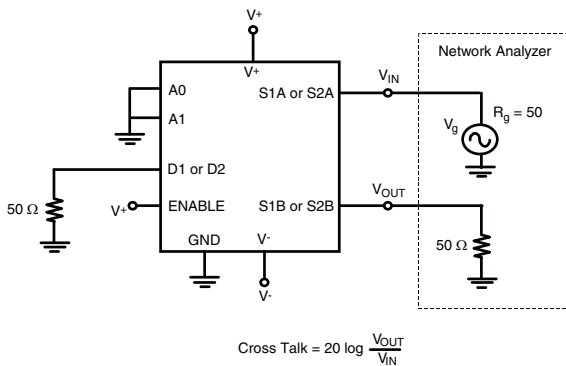 V+
Network Analyzer
V+
A0
S1A or S2A
VIN
A1
Vg
Rg = 50
D1 or D2
VOUT
50 Ω
V+
ENABLE
S1B or S2B
GND
V-
50 Ω
V-
Cross Talk = 20 log VOUT
VIN